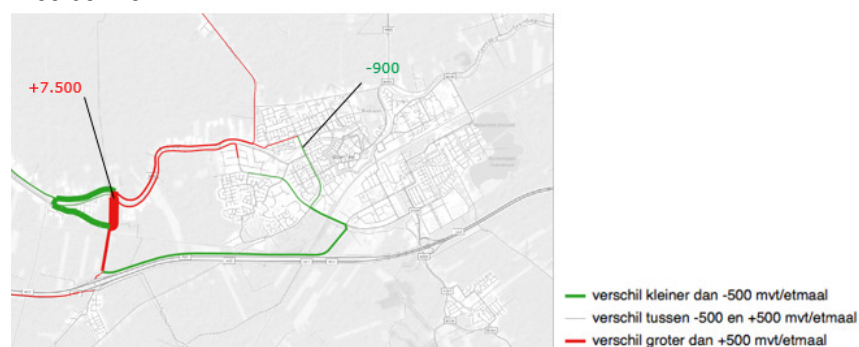 +7.500
-900
verschil kleiner dan -500 mvt/etmaal
verschil tussen -500 en +500 mvt/etmaal
verschil groter dan +500 mvt/etmaal